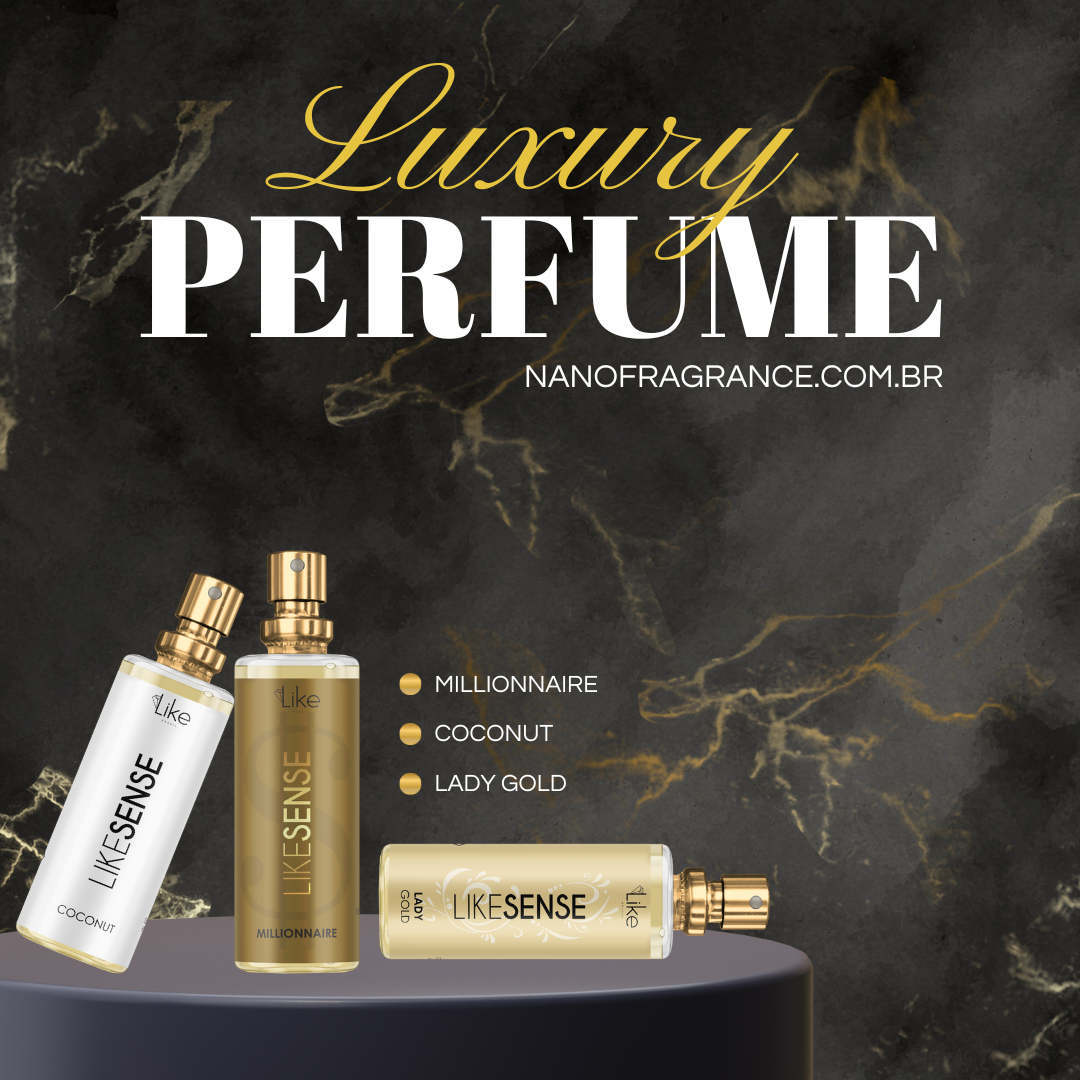 Luxury
PERFUME
NANOFRAGRANCE.COM.BR
MILLIONNAIRE
COCONUT
LADY GOLD
Like
LIKESENSE
COCONUT
Like
LIKESENSE
MILLIONNAIRE
LADY
GOLD
LIKESENSE
Like